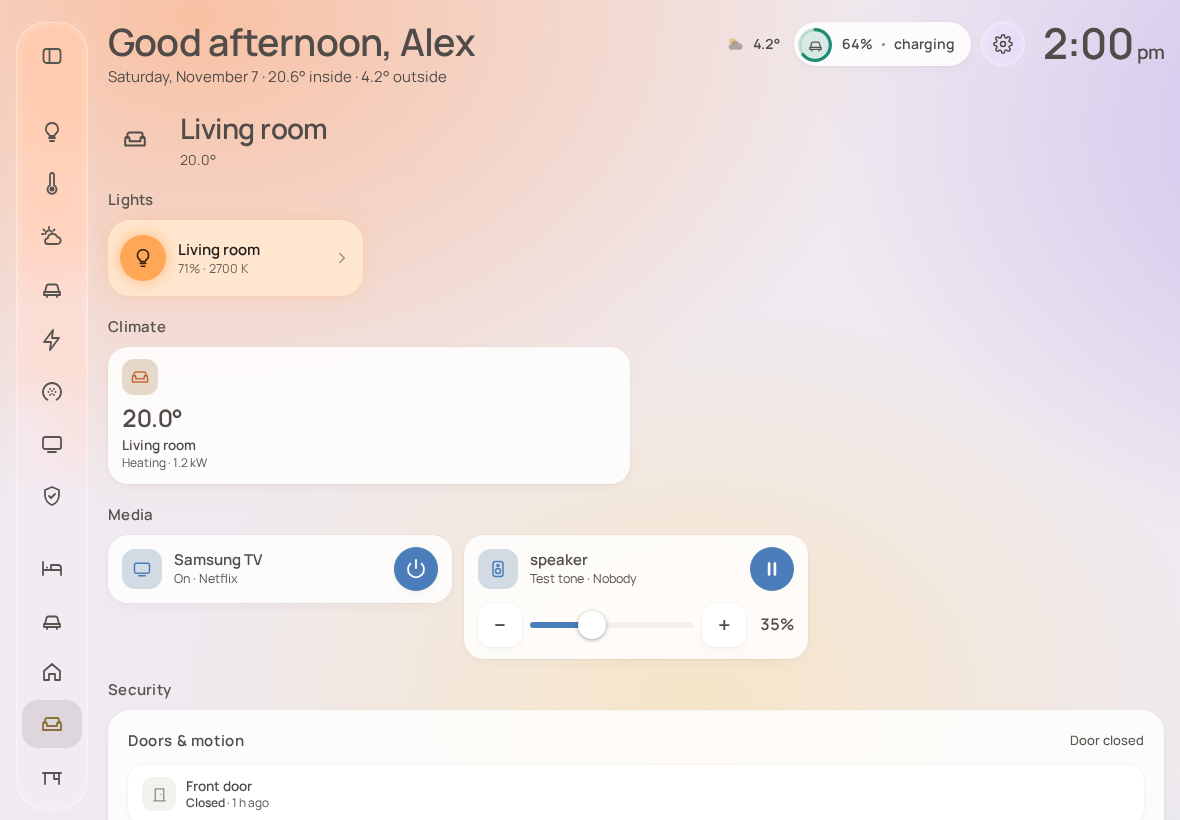 Good afternoon, Alex
Saturday, November 7 · 20.6° inside · 4.2° outside
4.2°
64% • charging
2:00 pm
Living room
20.0°
Lights
Living room
71% · 2700 K
Climate
20.0°
Living room
Heating · 1.2 kW
Media
Samsung TV
On · Netflix
speaker
Test tone · Nobody
35%
Security
Doors & motion
Door closed
Front door
Closed · 1 h ago